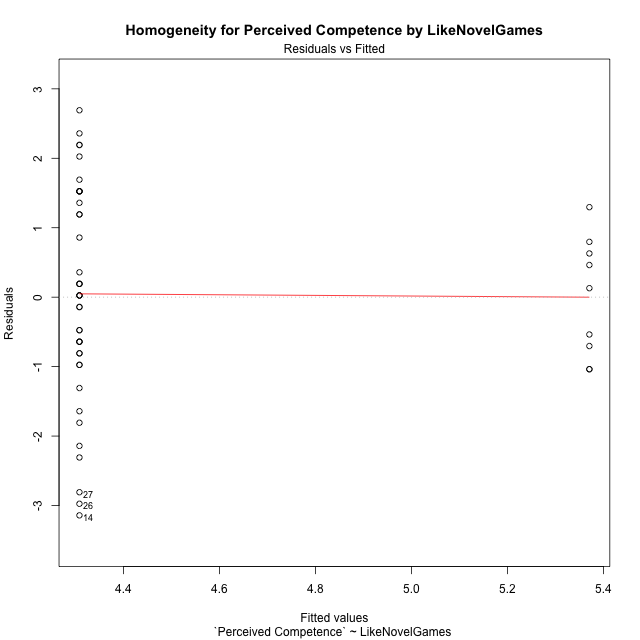 Homogeneity for Perceived Competence by LikeNovelGames
Residuals vs Fitted
3
2
1
0
-1
-2
-3
Residuals
27
26
14
4.4 4.6 4.8 5.0 5.2 5.4
Fitted values
`Perceived Competence` ~ LikeNovelGames